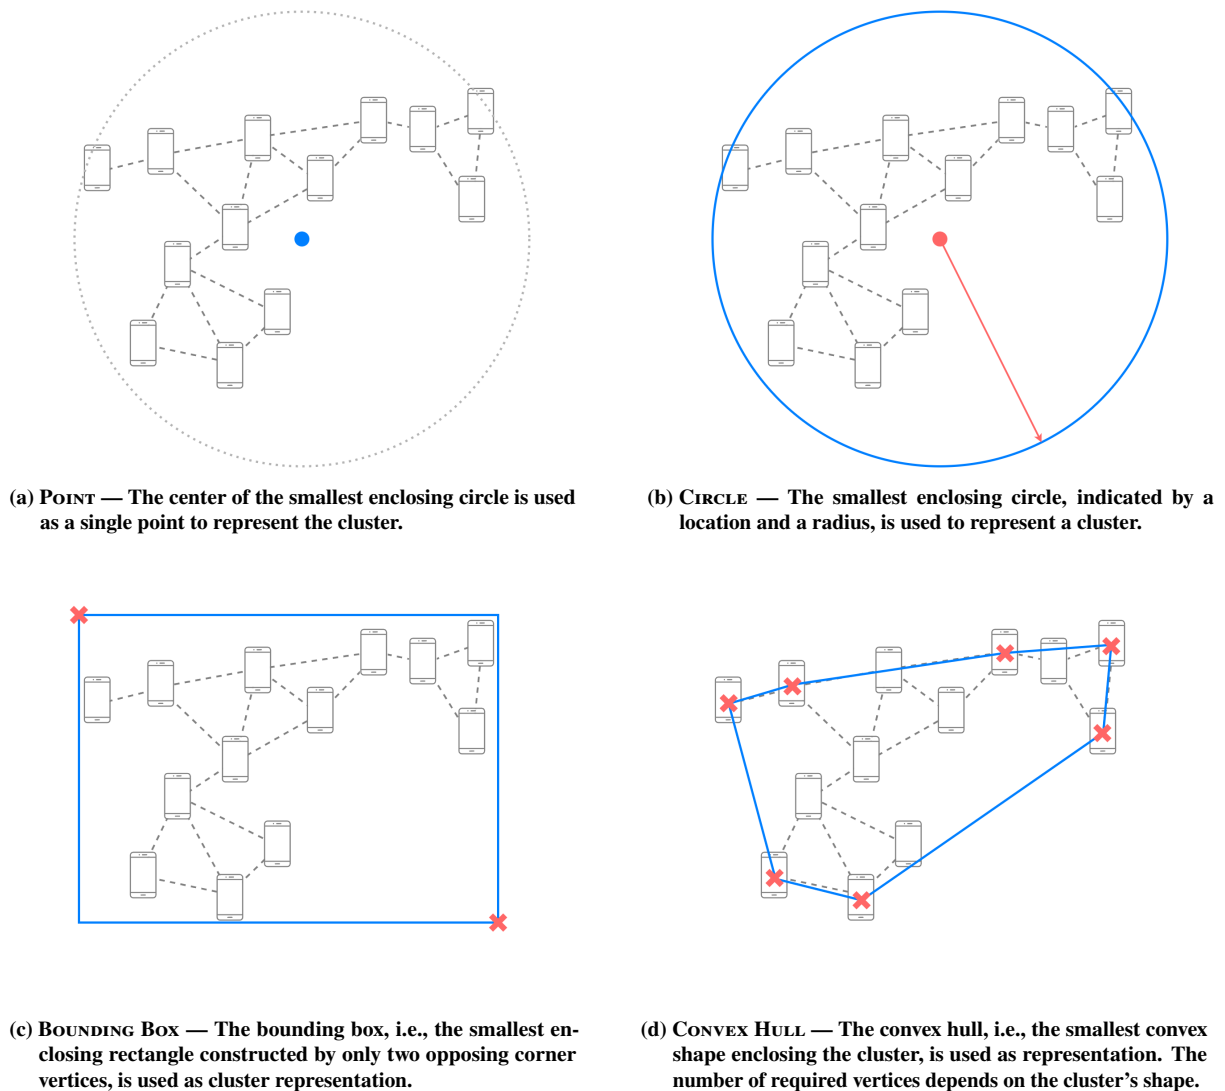 (a) Point — The center of the smallest enclosing circle is used
as a single point to represent the cluster.
(b) Circle — The smallest enclosing circle, indicated by a
location and a radius, is used to represent a cluster.
(c) Bounding Box — The bounding box, i.e., the smallest en-
closing rectangle constructed by only two opposing corner
vertices, is used as cluster representation.
(d) Convex Hull — The convex hull, i.e., the smallest convex
shape enclosing the cluster, is used as representation. The
number of required vertices depends on the cluster's shape.